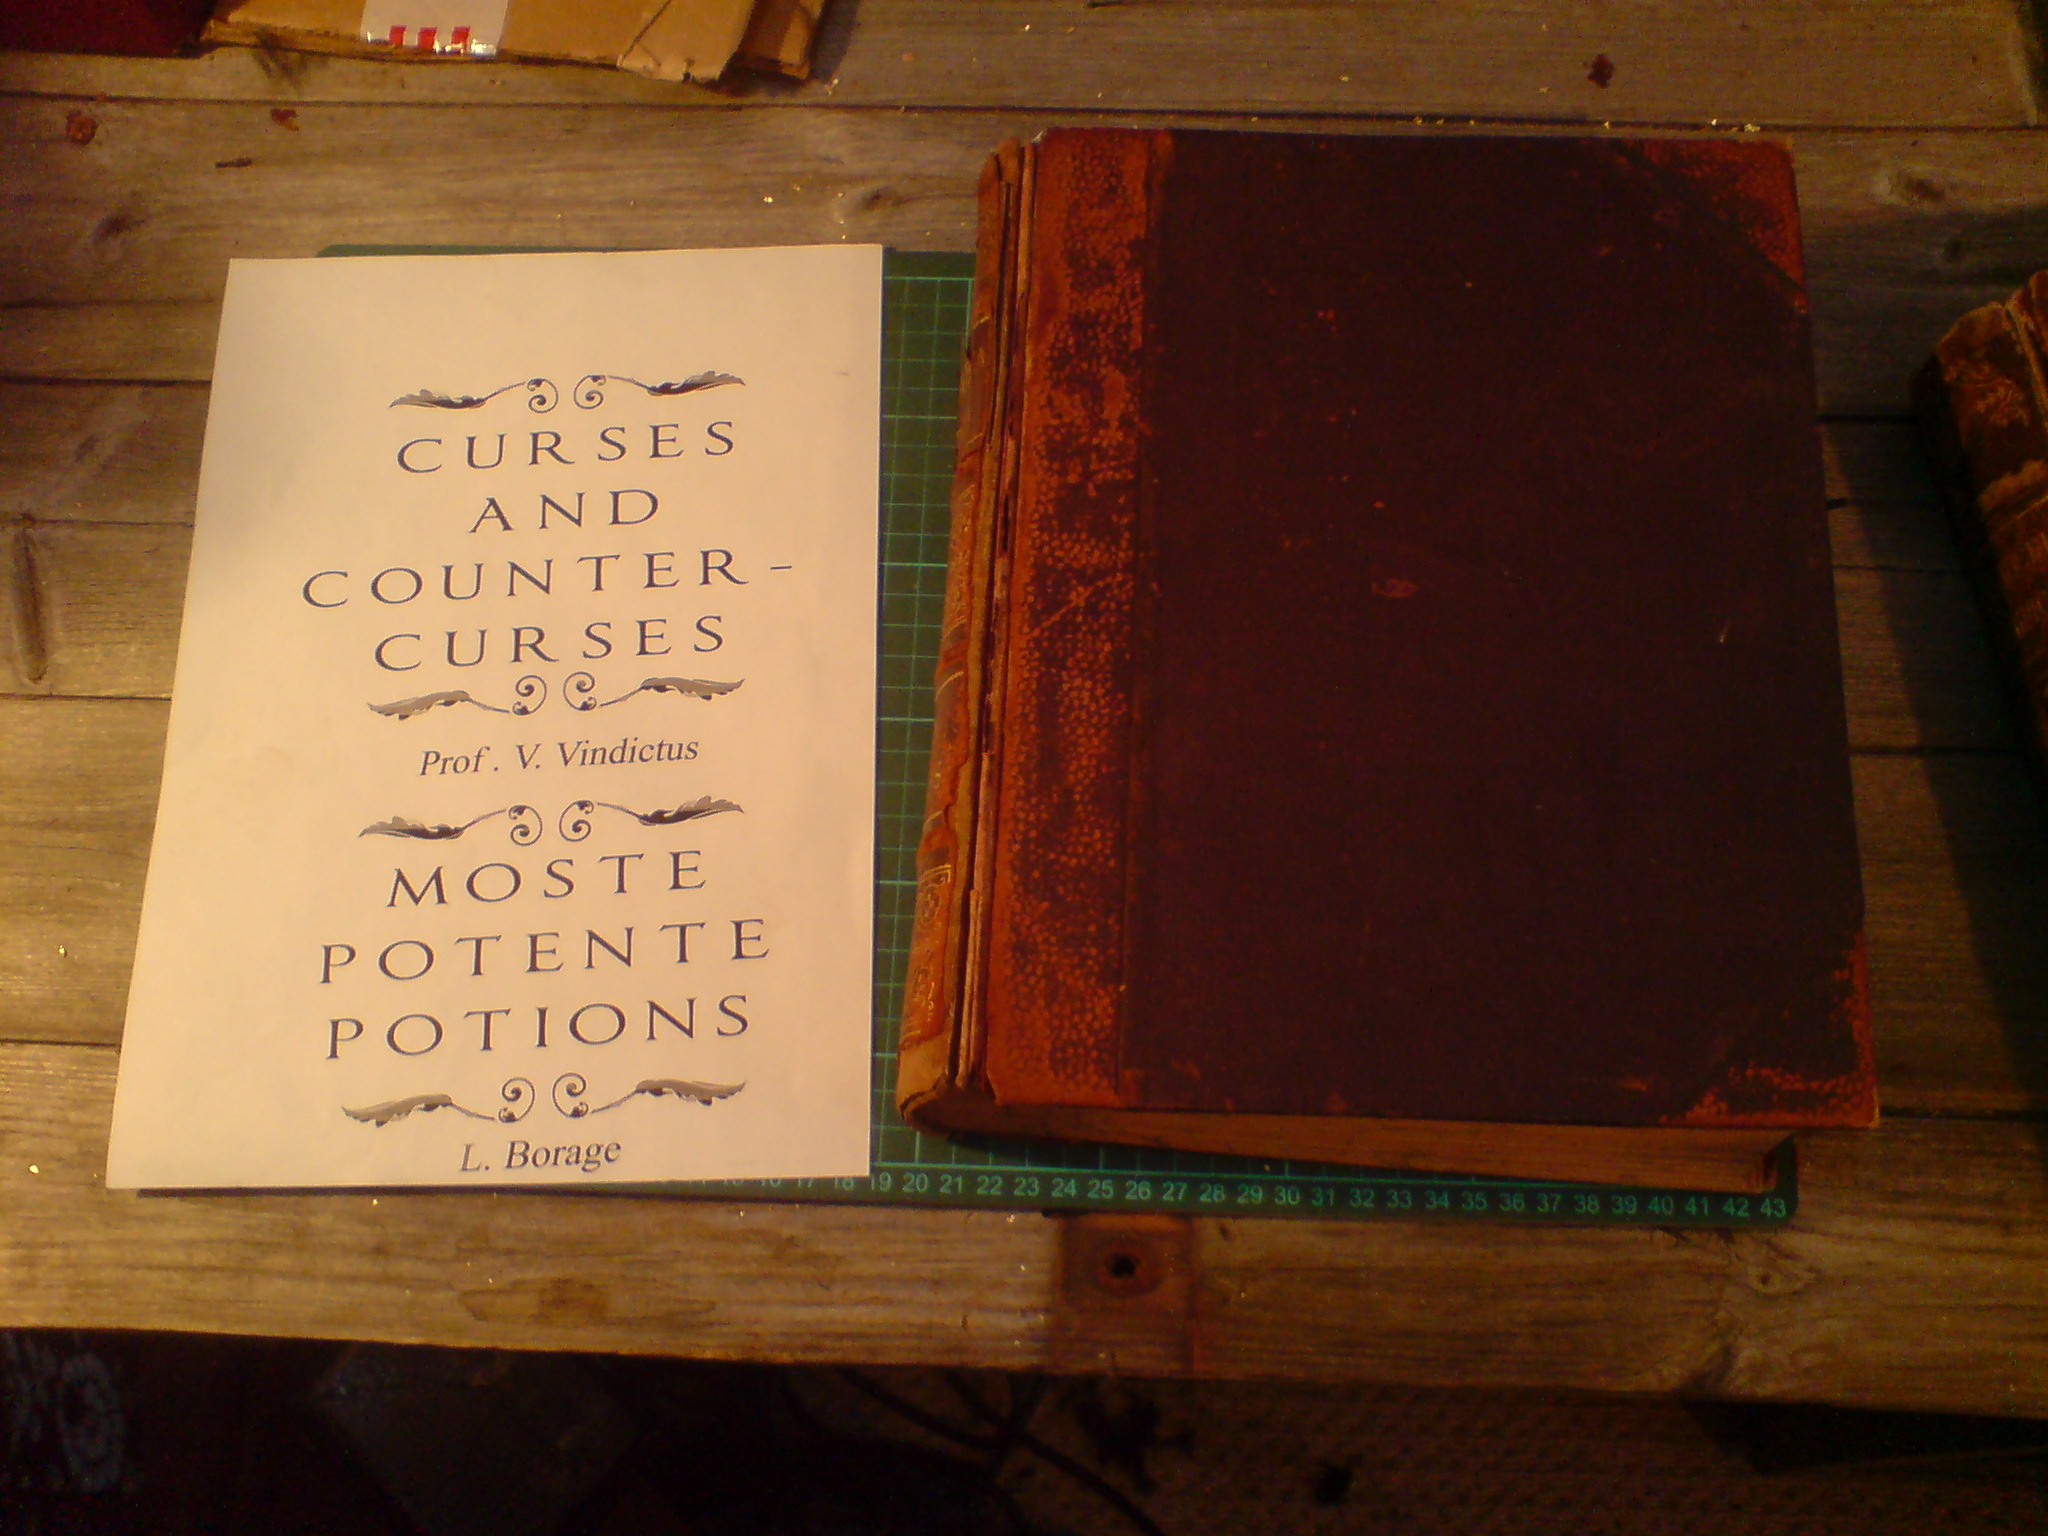 CURSES
AND
COUNTER-
CURSES
Prof. V. Vindictus
MOSTE
POTENTE
POTIONS
L. Borage
18 19 20 21 22 23 24 25 26 27 28 29 30 31 32 33 34 35 36 37 38 39 40 41 42 43